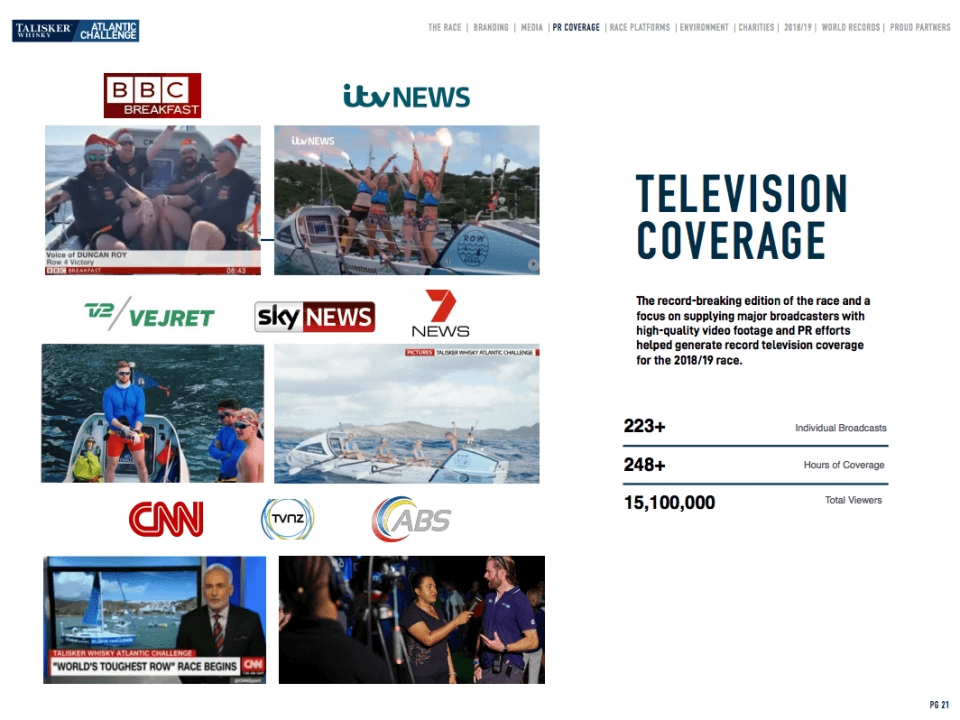 TALISKER
WHISKY
ATLANTIC
CHALLENGE
THE RACE | BRANDING | MEDIA | PR COVERAGE | RACE PLATFORMS | ENVIRONMENT | CHARITIES | 2018/19 | WORLD RECORDS | PROUD PARTNERS
BBC
BREAKFAST
itv NEWS
itv NEWS
Voice of DUNCAN ROY
Row 4 Victory
BBC BREAKFAST 08:43
ROW
TELEVISION
COVERAGE
The record-breaking edition of the race and a
focus on supplying major broadcasters with
high-quality video footage and PR efforts
helped generate record television coverage
for the 2018/19 race.
TV2/VEJRET
sky NEWS
7
NEWS
PICTURES TALISKER WHISKY ATLANTIC CHALLENGE
223+ Individual Broadcasts
248+ Hours of Coverage
15,100,000 Total Viewers
CNN
TVNZ
ABS
TALISKER WHISKY ATLANTIC CHALLENGE
"WORLD'S TOUGHEST ROW" RACE BEGINS
CNN
@CNNSport
PG 21